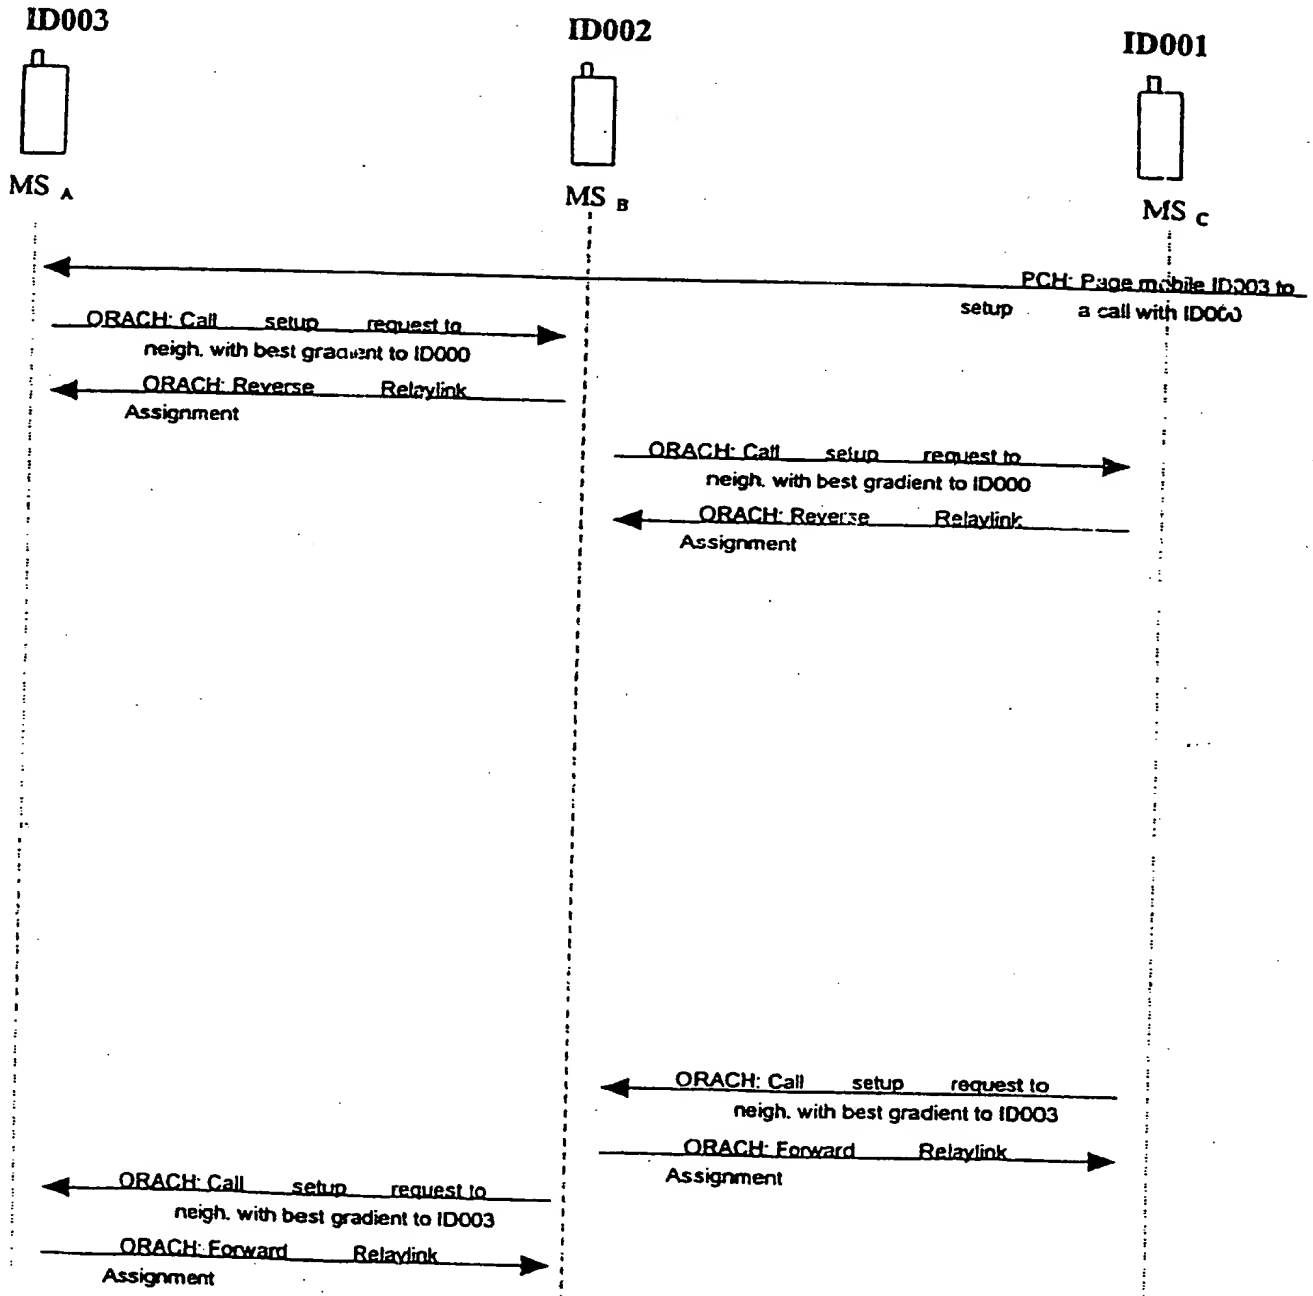 ID003
ID002
ID001
MS A
MS B
MS C
PCH: Page mobile ID003 to
setup a call with ID000
ORACH: Call setup request to
neigh. with best gradient to ID000
ORACH: Reverse Relaylink
Assignment
ORACH: Call setup request to
neigh. with best gradient to ID000
ORACH: Reverse Relaylink
Assignment
ORACH: Call setup request to
neigh. with best gradient to ID003
ORACH: Forward Relaylink
Assignment
ORACH: Call setup request to
neigh. with best gradient to ID003
ORACH: Forward Relaylink
Assignment